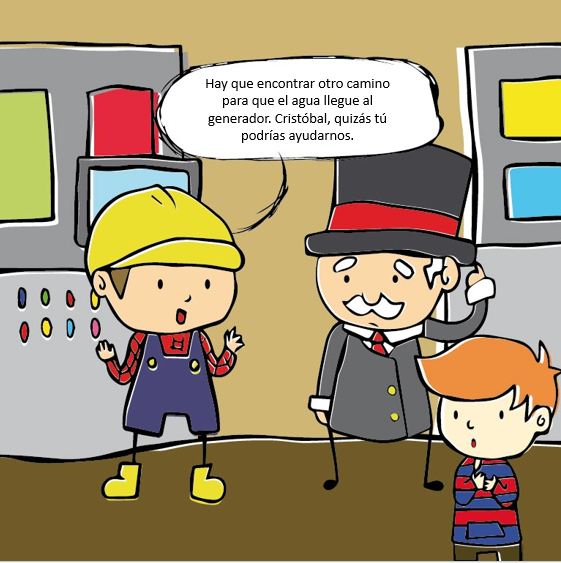 Hay que encontrar otro camino
para que el agua llegue al
generador. Cristóbal, quizás tú
podrías ayudarnos.